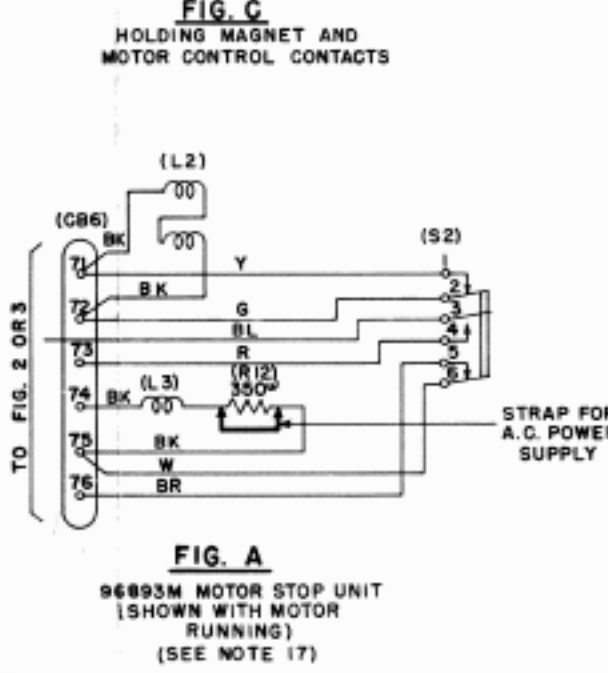 FIG. C
HOLDING MAGNET AND
MOTOR CONTROL CONTACTS
(L2)
(CB6)
(S2)
BK
71
Y
1
2
BK
72
G
3
BL
4
73
R
5
(L3)
(R12)
350ω
6
74
BK
STRAP FOR
A.C. POWER
SUPPLY
75
BK
W
76
BR
TO FIG. 2 OR 3
FIG. A
96893M MOTOR STOP UNIT
(SHOWN WITH MOTOR
RUNNING)
(SEE NOTE 17)